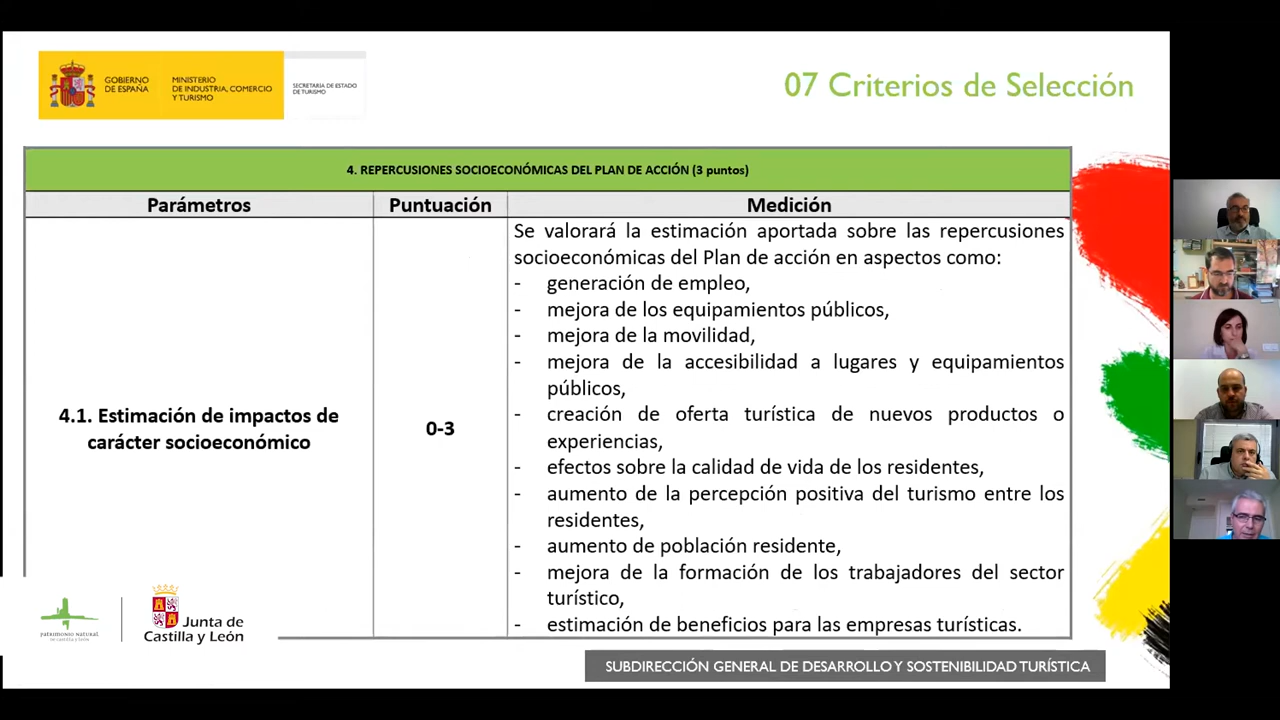 GOBIERNO
DE ESPAÑA
MINISTERIO
DE INDUSTRIA, COMERCIO
Y TURISMO
SECRETARÍA DE ESTADO
DE TURISMO
07 Criterios de Selección
4. REPERCUSIONES SOCIOECONÓMICAS DEL PLAN DE ACCIÓN (3 puntos)
Parámetros
Puntuación
Medición
4.1. Estimación de impactos de
carácter socioeconómico
0-3
Se valorará la estimación aportada sobre las repercusiones
socioeconómicas del Plan de acción en aspectos como:
- generación de empleo,
- mejora de los equipamientos públicos,
- mejora de la movilidad,
- mejora de la accesibilidad a lugares y equipamientos
públicos,
- creación de oferta turística de nuevos productos o
experiencias,
- efectos sobre la calidad de vida de los residentes,
- aumento de la percepción positiva del turismo entre los
residentes,
- aumento de población residente,
- mejora de la formación de los trabajadores del sector
turístico,
- estimación de beneficios para las empresas turísticas.
PATRIMONIO NATURAL
de Castilla y León
Junta de
Castilla y León
SUBDIRECCIÓN GENERAL DE DESARROLLO Y SOSTENIBILIDAD TURÍSTICA